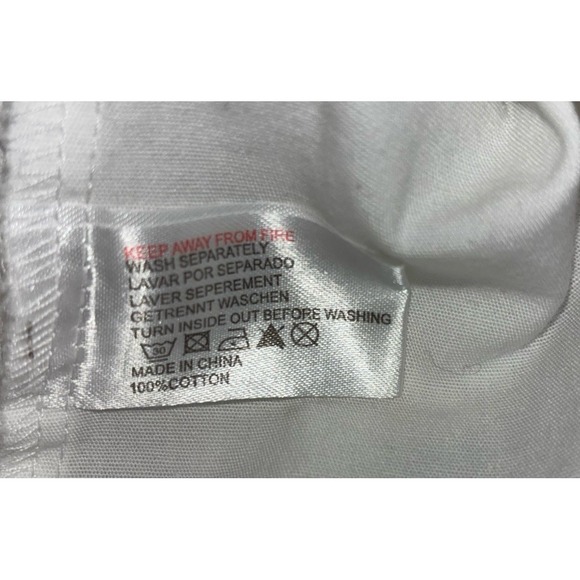 KEEP AWAY FROM FIRE
WASH SEPARATELY
LAVAR POR SEPARADO
LAVER SEPEREMENT
GETRENNT WASCHEN
TURN INSIDE OUT BEFORE WASHING
30
MADE IN CHINA
100%COTTON